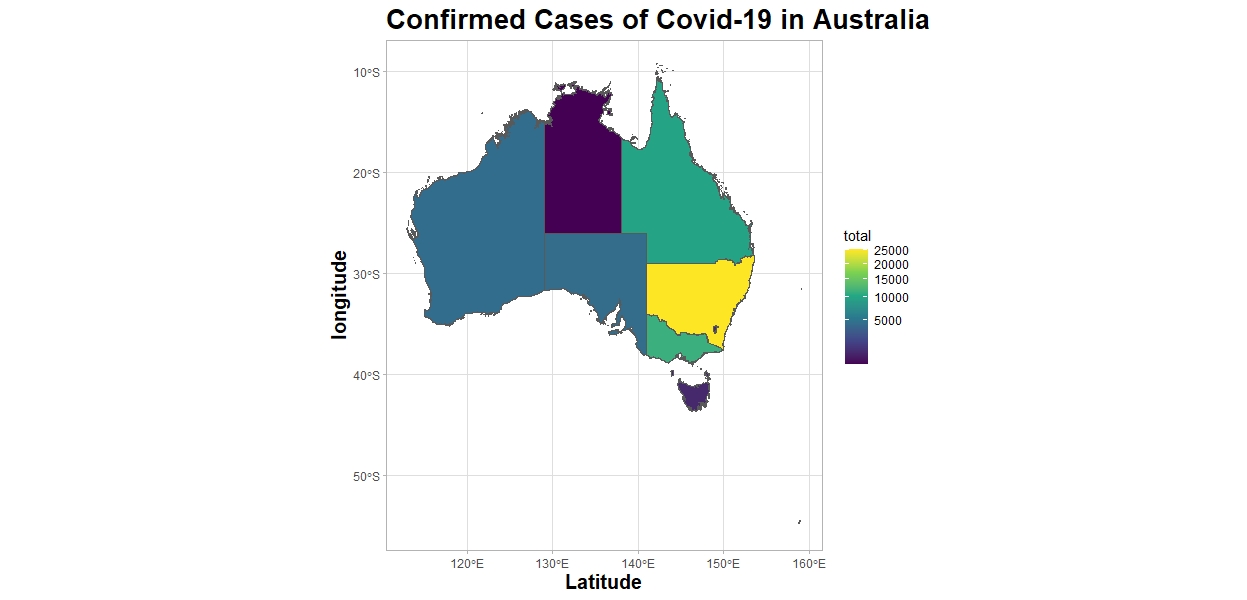 Confirmed Cases of Covid-19 in Australia
10°S
20°S
30°S
40°S
50°S
longitude
120°E
130°E
140°E
150°E
160°E
Latitude
total
25000
20000
15000
10000
5000